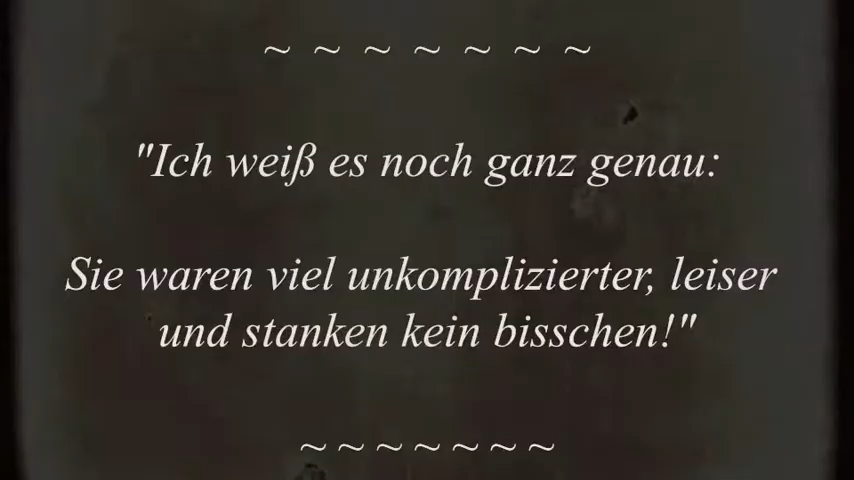 ~ ~ ~ ~ ~ ~ ~
"Ich weiß es noch ganz genau:
Sie waren viel unkomplizierter, leiser
und stanken kein bisschen!"
~ ~ ~ ~ ~ ~ ~